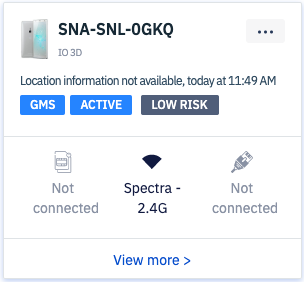 SNA-SNL-0GKQ
IO 3D
Location information not available, today at 11:49 AM
GMS ACTIVE LOW RISK
Not connected
Spectra - 2.4G
Not connected
View more >